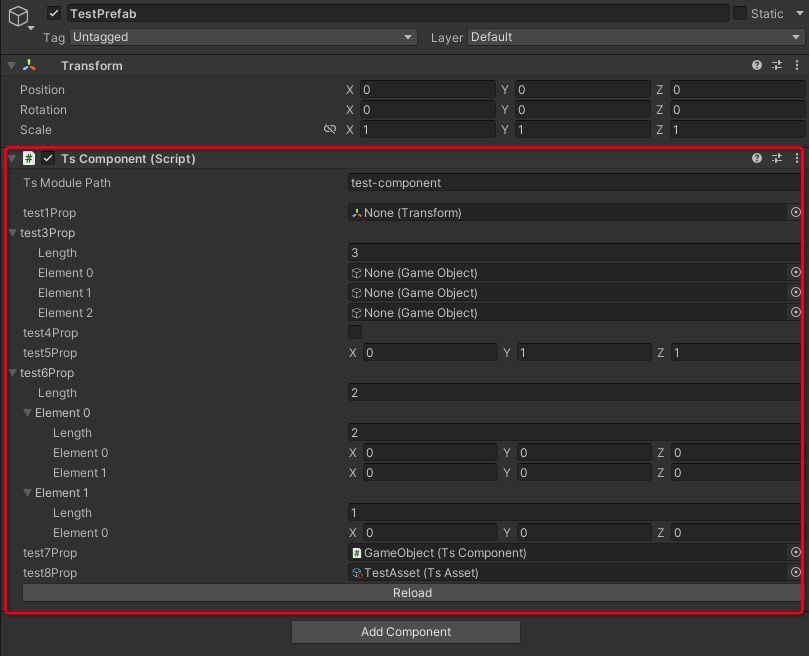 TestPrefab Static
Tag Untagged Layer Default
Transform
Position X 0 Y 0 Z 0
Rotation X 0 Y 0 Z 0
Scale X 1 Y 1 Z 1
# Ts Component (Script)
Ts Module Path test-component
test1Prop None (Transform)
test3Prop
Length 3
Element 0 None (Game Object)
Element 1 None (Game Object)
Element 2 None (Game Object)
test4Prop
test5Prop X 0 Y 1 Z 1
test6Prop
Length 2
Element 0
Length 2
Element 0 X 0 Y 0 Z 0
Element 1 X 0 Y 0 Z 0
Element 1
Length 1
Element 0 X 0 Y 0 Z 0
test7Prop # GameObject (Ts Component)
test8Prop TestAsset (Ts Asset)
Reload
Add Component